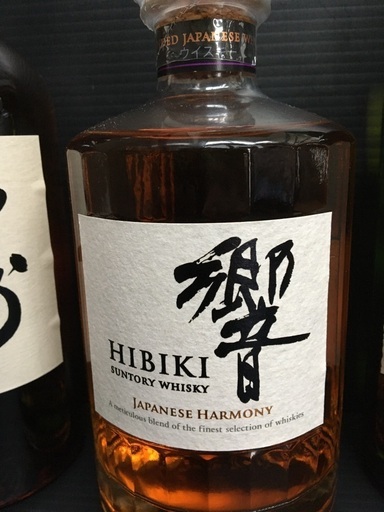 JAPANESE
ウイスキー
響
HIBIKI
SUNTORY WHISKY
JAPANESE HARMONY
A meticulous blend of the finest selection of whiskies